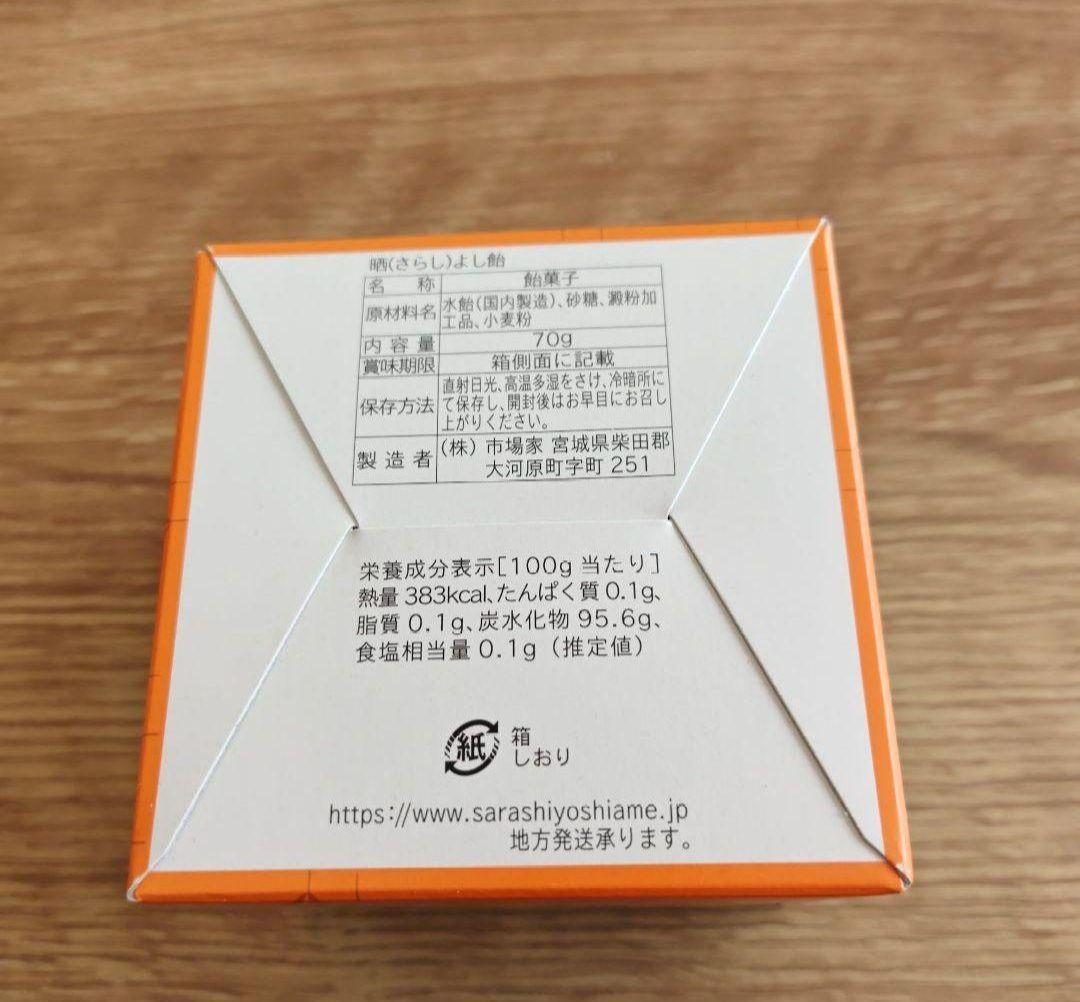 晒(さらし)よし飴
名称 飴菓子
原材料名 水飴(国内製造)、砂糖、澱粉加
工品、小麦粉
内容量 70g
賞味期限 箱側面に記載
保存方法 直射日光、高温多湿をさけ、冷暗所に
て保存し、開封後はお早目にお召し
上がりください。
製造者 (株) 市場家 宮城県柴田郡
大河原町字町 251
栄養成分表示[100g 当たり]
熱量 383kcal、たんぱく質 0.1g、
脂質 0.1g、炭水化物 95.6g、
食塩相当量 0.1g (推定値)
紙 箱
しおり
https://www.sarashiyoshiame.jp
地方発送承ります。